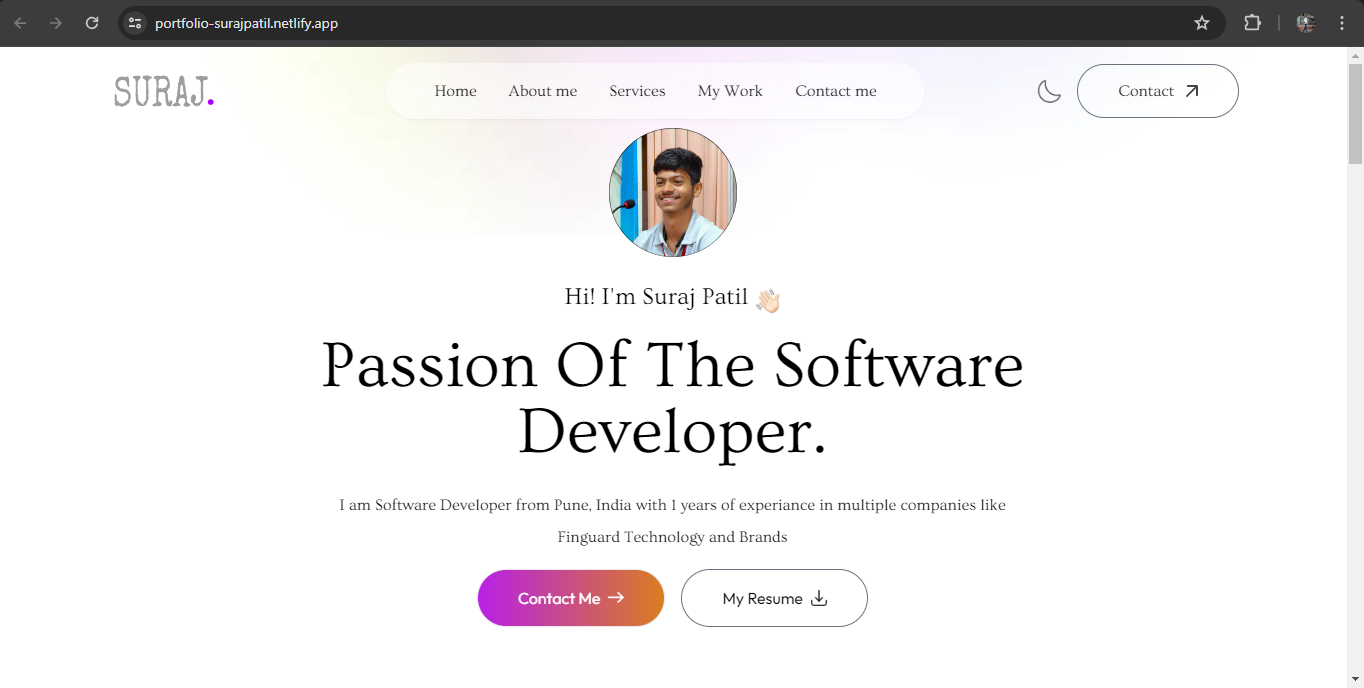 portfolio-surajpatil.netlify.app
SURAJ.
Home About me Services My Work Contact me
Contact
Hi! I'm Suraj Patil
Passion Of The Software
Developer.
I am Software Developer from Pune, India with 1 years of experiance in multiple companies like
Finguard Technology and Brands
Contact Me
My Resume